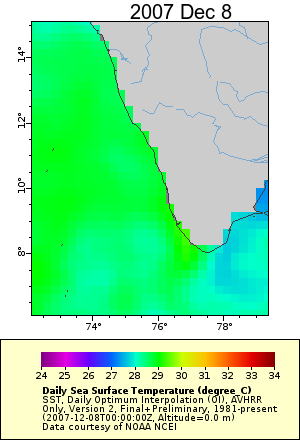 2007 Dec 8
14°
12°
10°
8°
74° 76° 78°
24 25 26 27 28 29 30 31 32 33 34
Daily Sea Surface Temperature (degree_C)
SST, Daily Optimum Interpolation (OI), AVHRR
Only, Version 2, Final+Preliminary, 1981-present
(2007-12-08T00:00:00Z, Altitude=0.0 m)
Data courtesy of NOAA NCEI